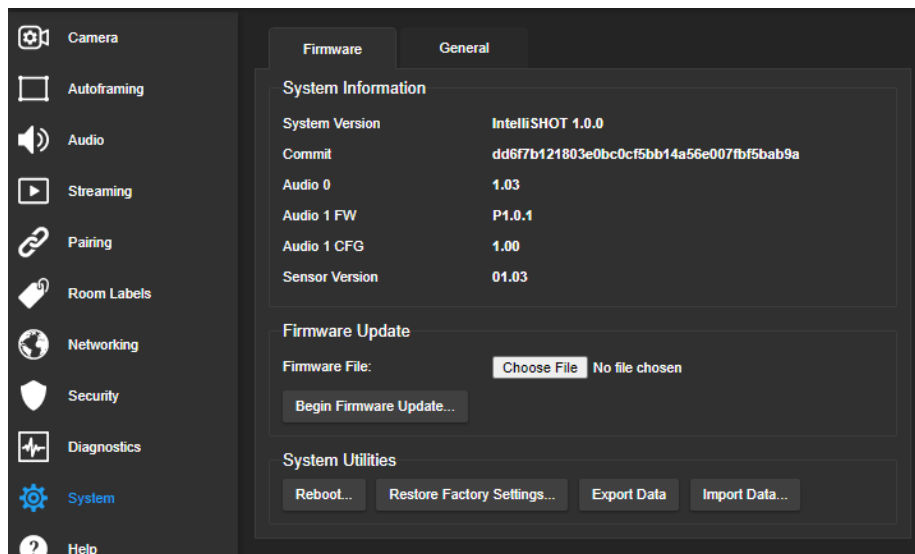 Camera
Autoframing
Audio
Streaming
Pairing
Room Labels
Networking
Security
Diagnostics
System
Help
Firmware
General
System Information
System Version IntelliSHOT 1.0.0
Commit dd6f7b121803e0bc0cf5bb14a56e007fbf5bab9a
Audio 0 1.03
Audio 1 FW P1.0.1
Audio 1 CFG 1.00
Sensor Version 01.03
Firmware Update
Firmware File: Choose File No file chosen
Begin Firmware Update...
System Utilities
Reboot... Restore Factory Settings... Export Data Import Data...